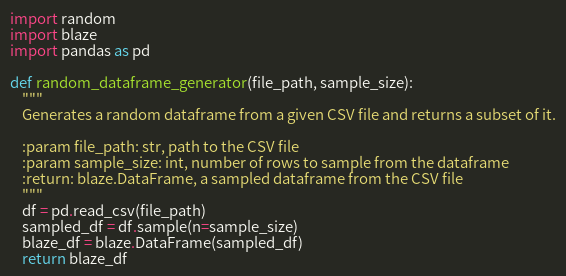 import random
import blaze
import pandas as pd

def random_dataframe_generator(file_path, sample_size):
    """
    Generates a random dataframe from a given CSV file and returns a subset of it.

    :param file_path: str, path to the CSV file
    :param sample_size: int, number of rows to sample from the dataframe
    :return: blaze.DataFrame, a sampled dataframe from the CSV file
    """
    df = pd.read_csv(file_path)
    sampled_df = df.sample(n=sample_size)
    blaze_df = blaze.DataFrame(sampled_df)
    return blaze_df